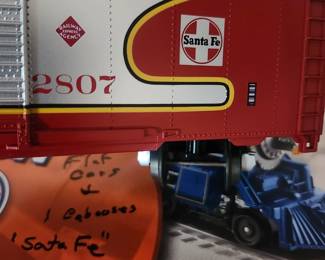 RAILWAY
EXPRESS
AGENCY
Santa Fe
2807
Flat
Cars
1 Cabooses
"Santa Fe"